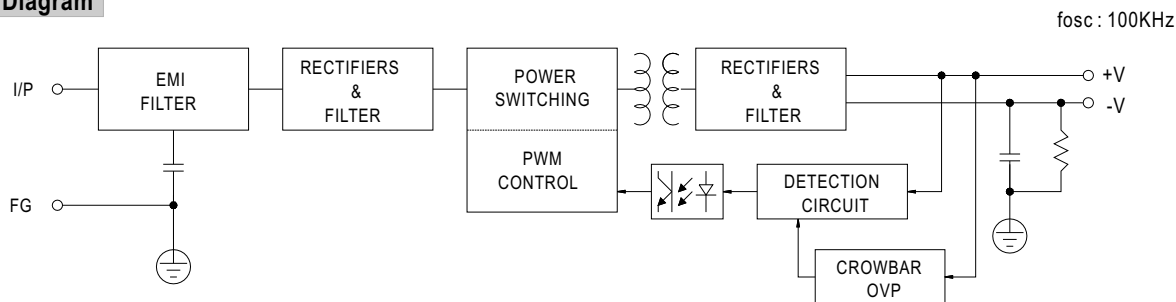 Diagram
fosc : 100KHz
I/P
EMI
FILTER
RECTIFIERS
&
FILTER
POWER
SWITCHING
PWM
CONTROL
RECTIFIERS
&
FILTER
+V
-V
FG
DETECTION
CIRCUIT
CROWBAR
OVP